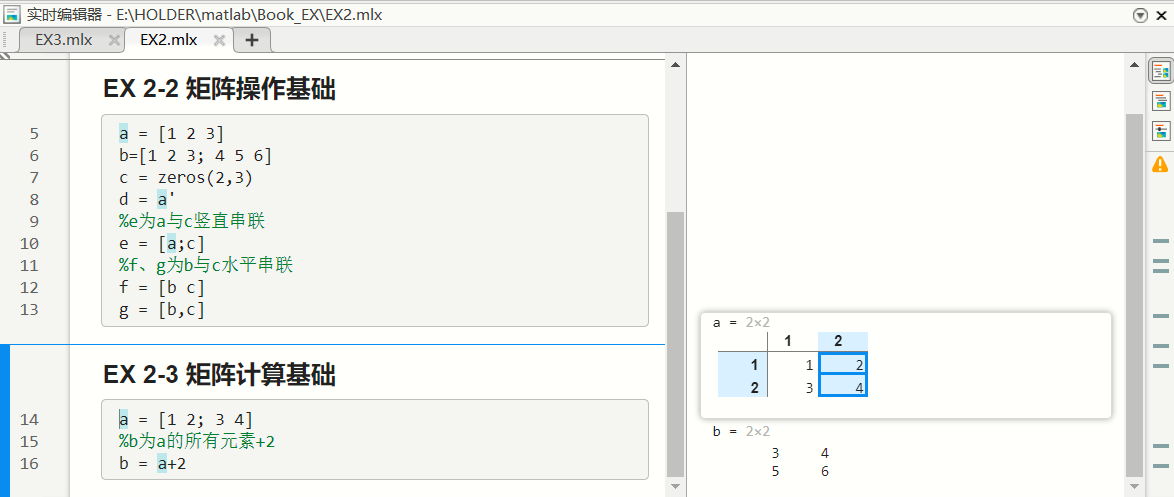 实时编辑器 - E:\HOLDER\matlab\Book_EX\EX2.mlx
EX3.mlx
EX2.mlx
EX 2-2 矩阵操作基础
5 a = [1 2 3]
6 b=[1 2 3; 4 5 6]
7 c = zeros(2,3)
8 d = a'
9 %e为a与c竖直串联
10 e = [a;c]
11 %f、g为b与c水平串联
12 f = [b c]
13 g = [b,c]
EX 2-3 矩阵计算基础
14 a = [1 2; 3 4]
15 %b为a的所有元素+2
16 b = a+2
a = 2×2
1 2
1 1 2
2 3 4
b = 2×2
3 4
5 6